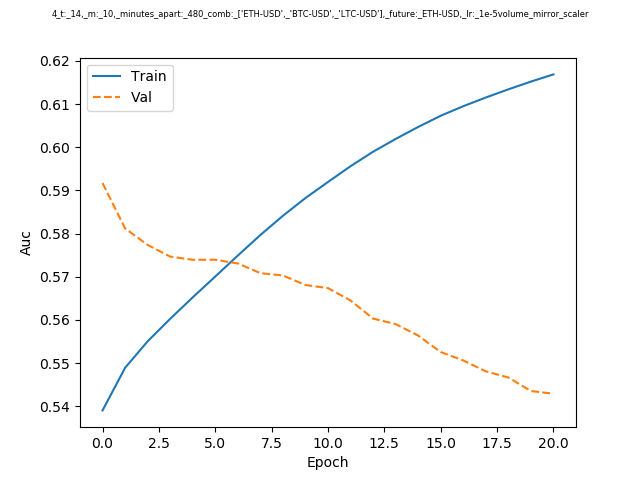 4_t:_14,_m:_10,_minutes_apart:_480_comb:_['ETH-USD',_'BTC-USD',_'LTC-USD'],_future:_ETH-USD,_lr:_1e-5volume_mirror_scaler
Train
Val
0.62
0.61
0.60
0.59
0.58
0.57
0.56
0.55
0.54
Auc
0.0 2.5 5.0 7.5 10.0 12.5 15.0 17.5 20.0
Epoch